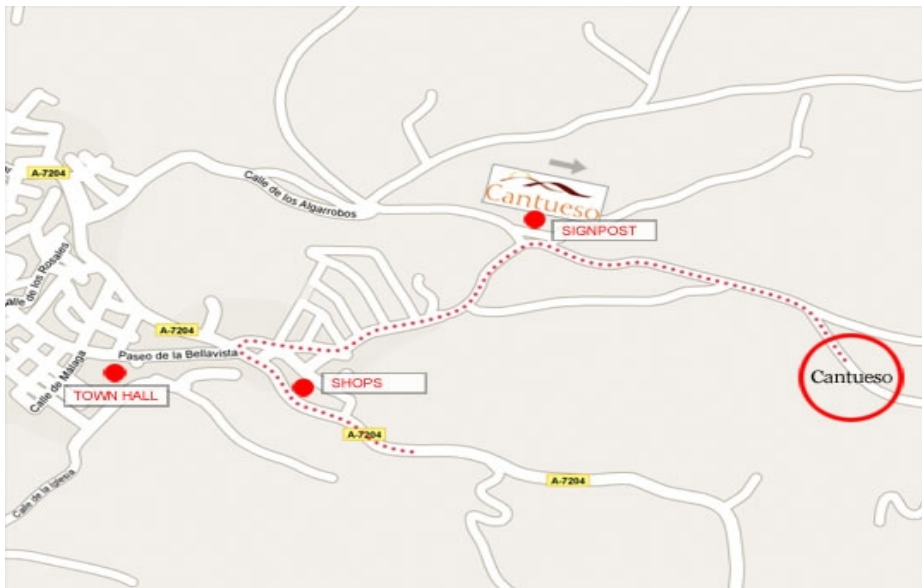 A-7204
Calle de los Algarrobos
Cantueso
SIGNPOST
Calle de los Rosales
A-7204
Paseo de la Bellavista
Calle de Málaga
TOWN HALL
SHOPS
Cantueso
A-7204
A-7204
Calle de la Iglesia